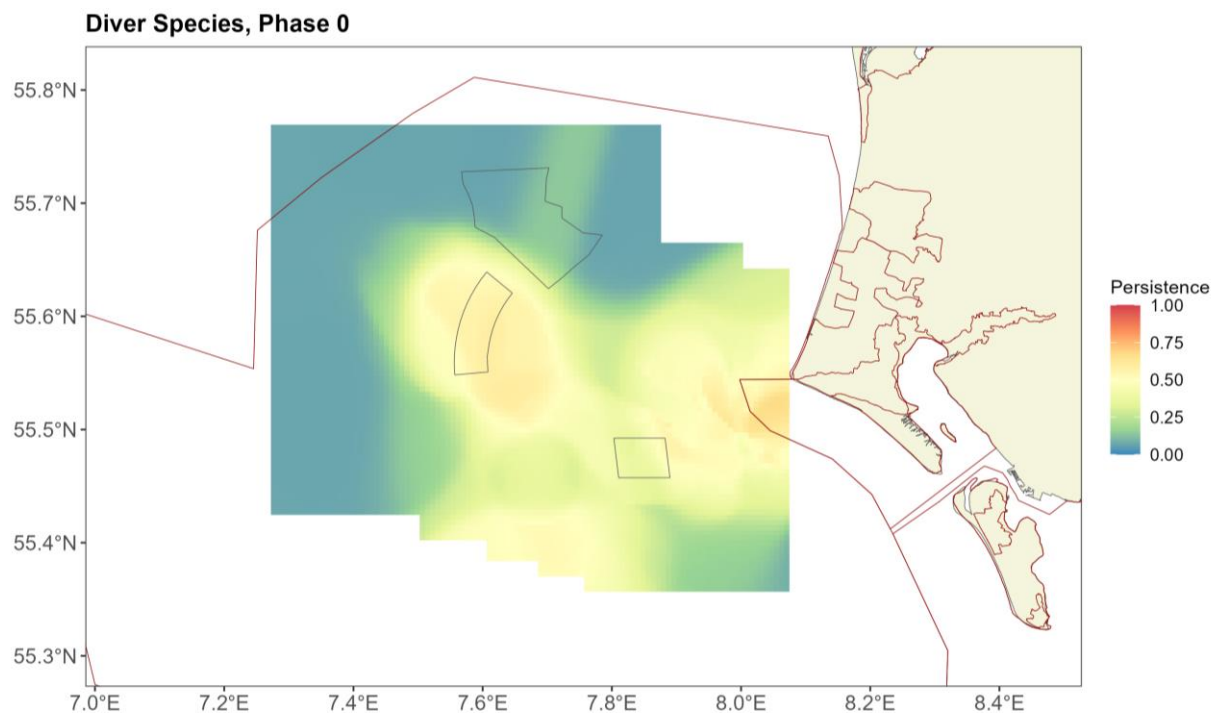 Diver Species, Phase 0
55.8°N
55.7°N
55.6°N
55.5°N
55.4°N
55.3°N
7.0°E 7.2°E 7.4°E 7.6°E 7.8°E 8.0°E 8.2°E 8.4°E
Persistence
1.00
0.75
0.50
0.25
0.00